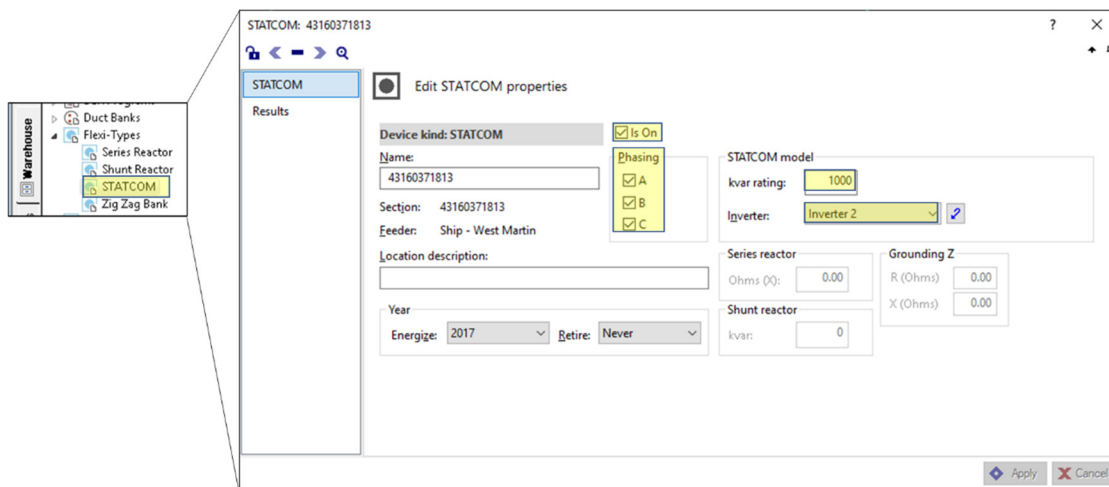 Warehouse
Duct Banks
Flexi-Types
Series Reactor
Shunt Reactor
STATCOM
Zig Zag Bank
STATCOM: 43160371813
?
STATCOM
Results
Edit STATCOM properties
Device kind: STATCOM
Is On
Name:
43160371813
Section: 43160371813
Feeder: Ship - West Martin
Phasing
A
B
C
STATCOM model
kvar rating: 1000
Inverter: Inverter 2
Location description:
Series reactor
Ohms (X): 0.00
Grounding Z
R (Ohms) 0.00
X (Ohms) 0.00
Year
Energize: 2017
Retire: Never
Shunt reactor
kvar: 0
Apply
Cancel